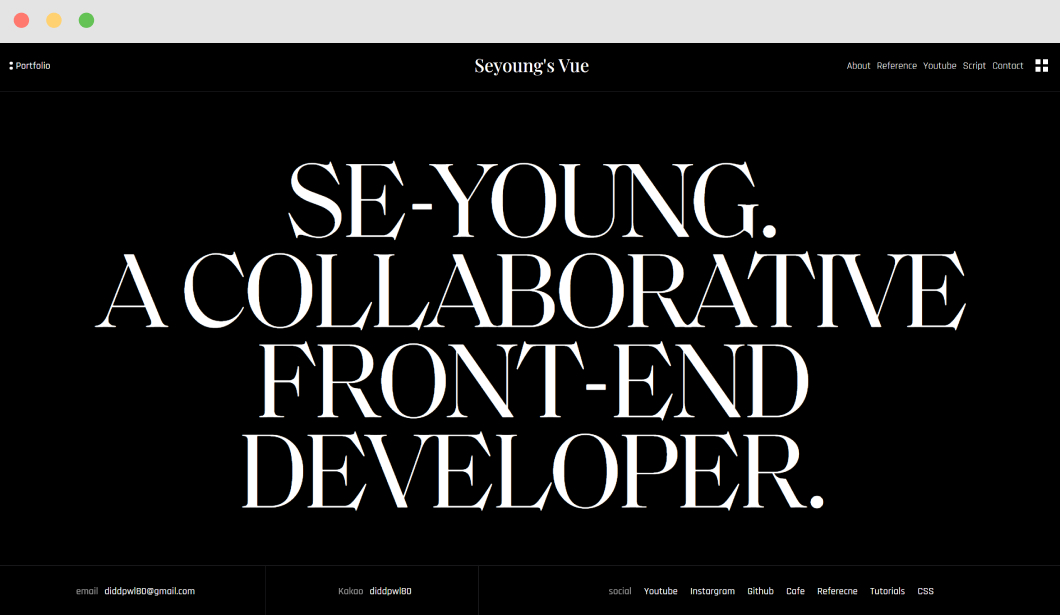 Portfolio
Seyoung's Vue
About Reference Youtube Script Contact
SE-YOUNG.
A COLLABORATIVE
FRONT-END
DEVELOPER.
email diddpwl80@gmail.com
Kakao diddpwl80
social Youtube Instargram Github Cafe Referecne Tutorials CSS